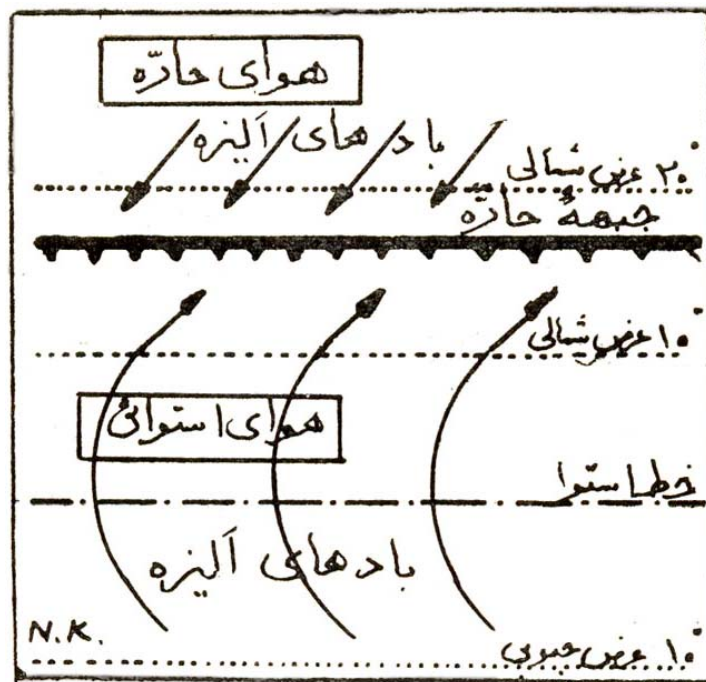 هوای حارّه
بادهای آلیزه
۲۰° عرض شمالی
جبههٔ حارّه
۱۰° عرض شمالی
هوای استوائی
خط استوا
بادهای آلیزه
N.K.
۱۰° عرض جنوبی